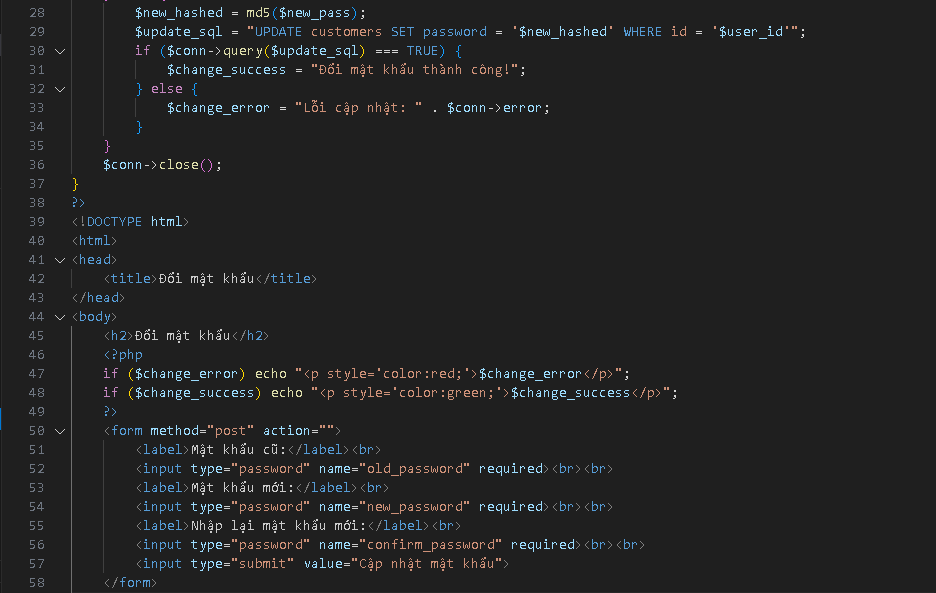 28 $new_hashed = md5($new_pass);
29 $update_sql = "UPDATE customers SET password = '$new_hashed' WHERE id = '$user_id'";
30 if ($conn->query($update_sql) === TRUE) {
31 $change_success = "Đổi mật khẩu thành công!";
32 } else {
33 $change_error = "Lỗi cập nhật: " . $conn->error;
34 }
35 }
36 $conn->close();
37 }
38 ?>
39 <!DOCTYPE html>
40 <html>
41 <head>
42 <title>Đổi mật khẩu</title>
43 </head>
44 <body>
45 <h2>Đổi mật khẩu</h2>
46 <?php
47 if ($change_error) echo "<p style='color:red;'>$change_error</p>";
48 if ($change_success) echo "<p style='color:green;'>$change_success</p>";
49 ?>
50 <form method="post" action="">
51 <label>Mật khẩu cũ:</label><br>
52 <input type="password" name="old_password" required><br><br>
53 <label>Mật khẩu mới:</label><br>
54 <input type="password" name="new_password" required><br><br>
55 <label>Nhập lại mật khẩu mới:</label><br>
56 <input type="password" name="confirm_password" required><br><br>
57 <input type="submit" value="Cập nhật mật khẩu">
58 </form>